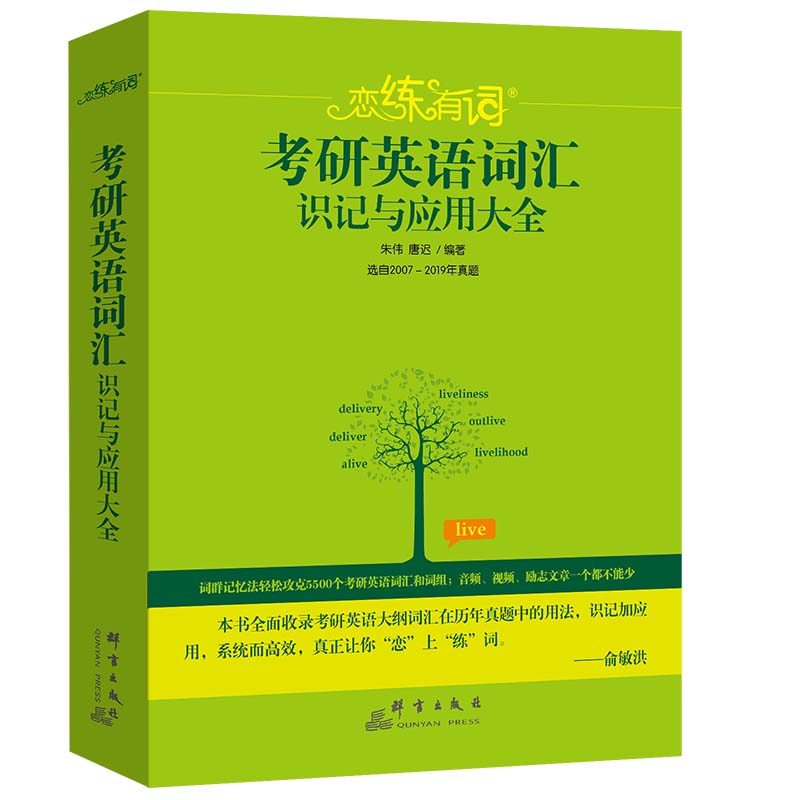 恋练有词
考研英语词汇
识记与应用大全
群言出版社
QUNYAN PRESS
恋练有词®
考研英语词汇
识记与应用大全
朱伟 唐迟 / 编著
选自2007-2019年真题
liveliness
delivery
outlive
deliver
livelihood
alive
live
词群记忆法轻松攻克5500个考研英语词汇和词组；音频、视频、励志文章一个都不能少
本书全面收录考研英语大纲词汇在历年真题中的用法，识记加应
用，系统而高效，真正让你“恋”上“练”词。
——俞敏洪
群言出版社
QUNYAN PRESS